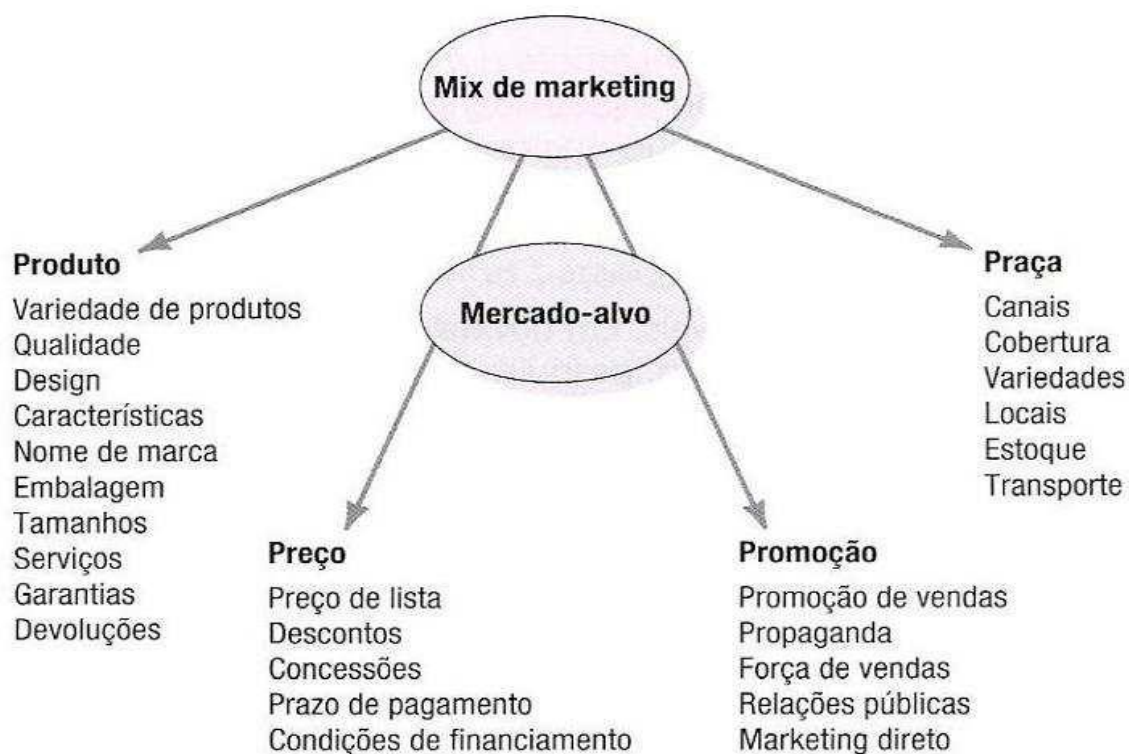 Mix de marketing
Mercado-alvo
Produto
Variedade de produtos
Qualidade
Design
Características
Nome de marca
Embalagem
Tamanhos
Serviços
Garantias
Devoluções
Preço
Preço de lista
Descontos
Concessões
Prazo de pagamento
Condições de financiamento
Promoção
Promoção de vendas
Propaganda
Força de vendas
Relações públicas
Marketing direto
Praça
Canais
Cobertura
Variedades
Locais
Estoque
Transporte